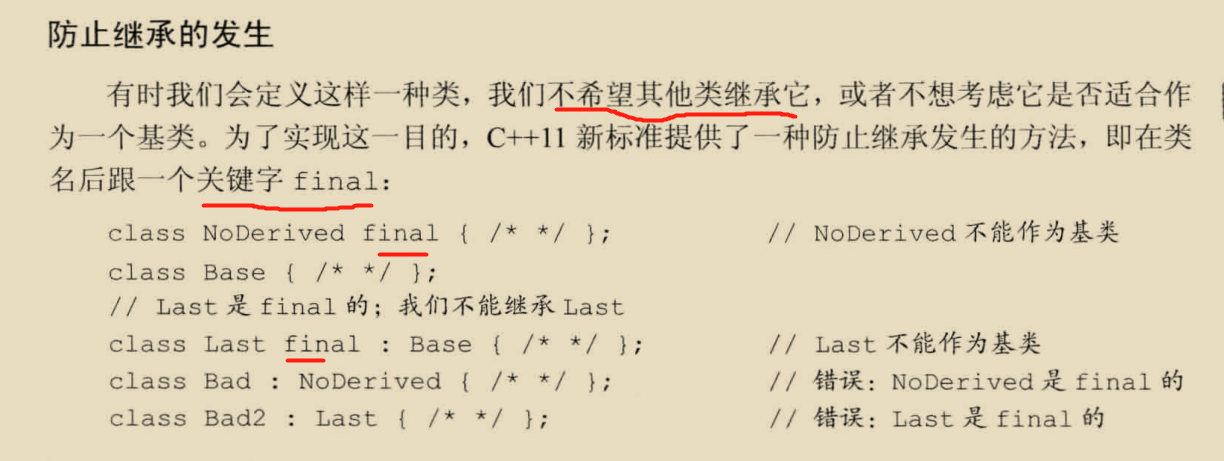 防止继承的发生
有时我们会定义这样一种类，我们不希望其他类继承它，或者不想考虑它是否适合作
为一个基类。为了实现这一目的，C++11 新标准提供了一种防止继承发生的方法，即在类
名后跟一个关键字 final：
class NoDerived final { /* */ }; // NoDerived 不能作为基类
class Base { /* */ };
// Last 是 final 的；我们不能继承 Last
class Last final : Base { /* */ }; // Last 不能作为基类
class Bad : NoDerived { /* */ }; // 错误：NoDerived 是 final 的
class Bad2 : Last { /* */ }; // 错误：Last 是 final 的